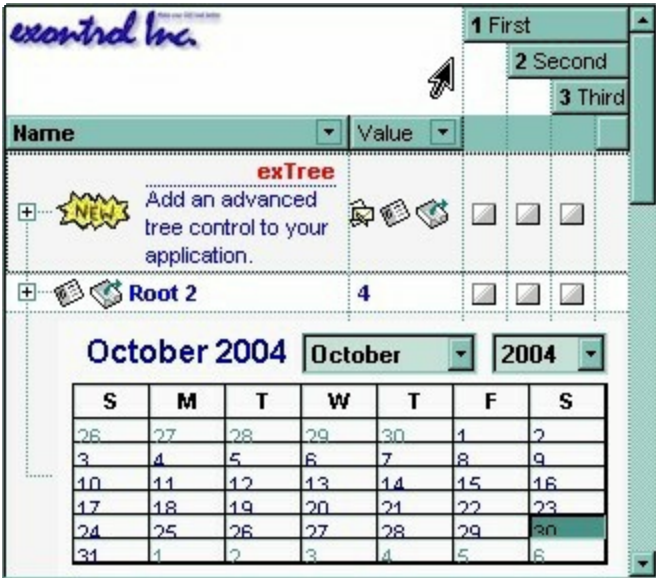 exontrol Inc.
1 First
2 Second
3 Third
Name Value
exTree
NEW! Add an advanced
tree control to your
application.
Root 2 4
October 2004 October 2004
S M T W T F S
26 27 28 29 30 1 2
3 4 5 6 7 8 9
10 11 12 13 14 15 16
17 18 19 20 21 22 23
24 25 26 27 28 29 30
31 1 2 3 4 5 6